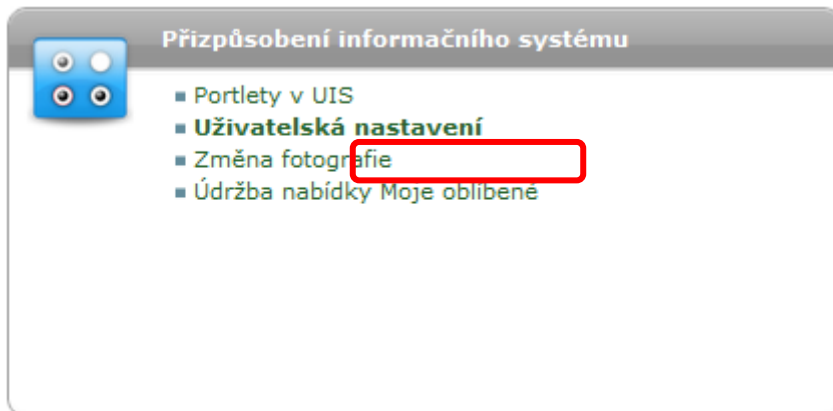 Přizpůsobení informačního systému
Portlety v UIS
Uživatelská nastavení
Změna fotografie
Údržba nabídky Moje oblíbené